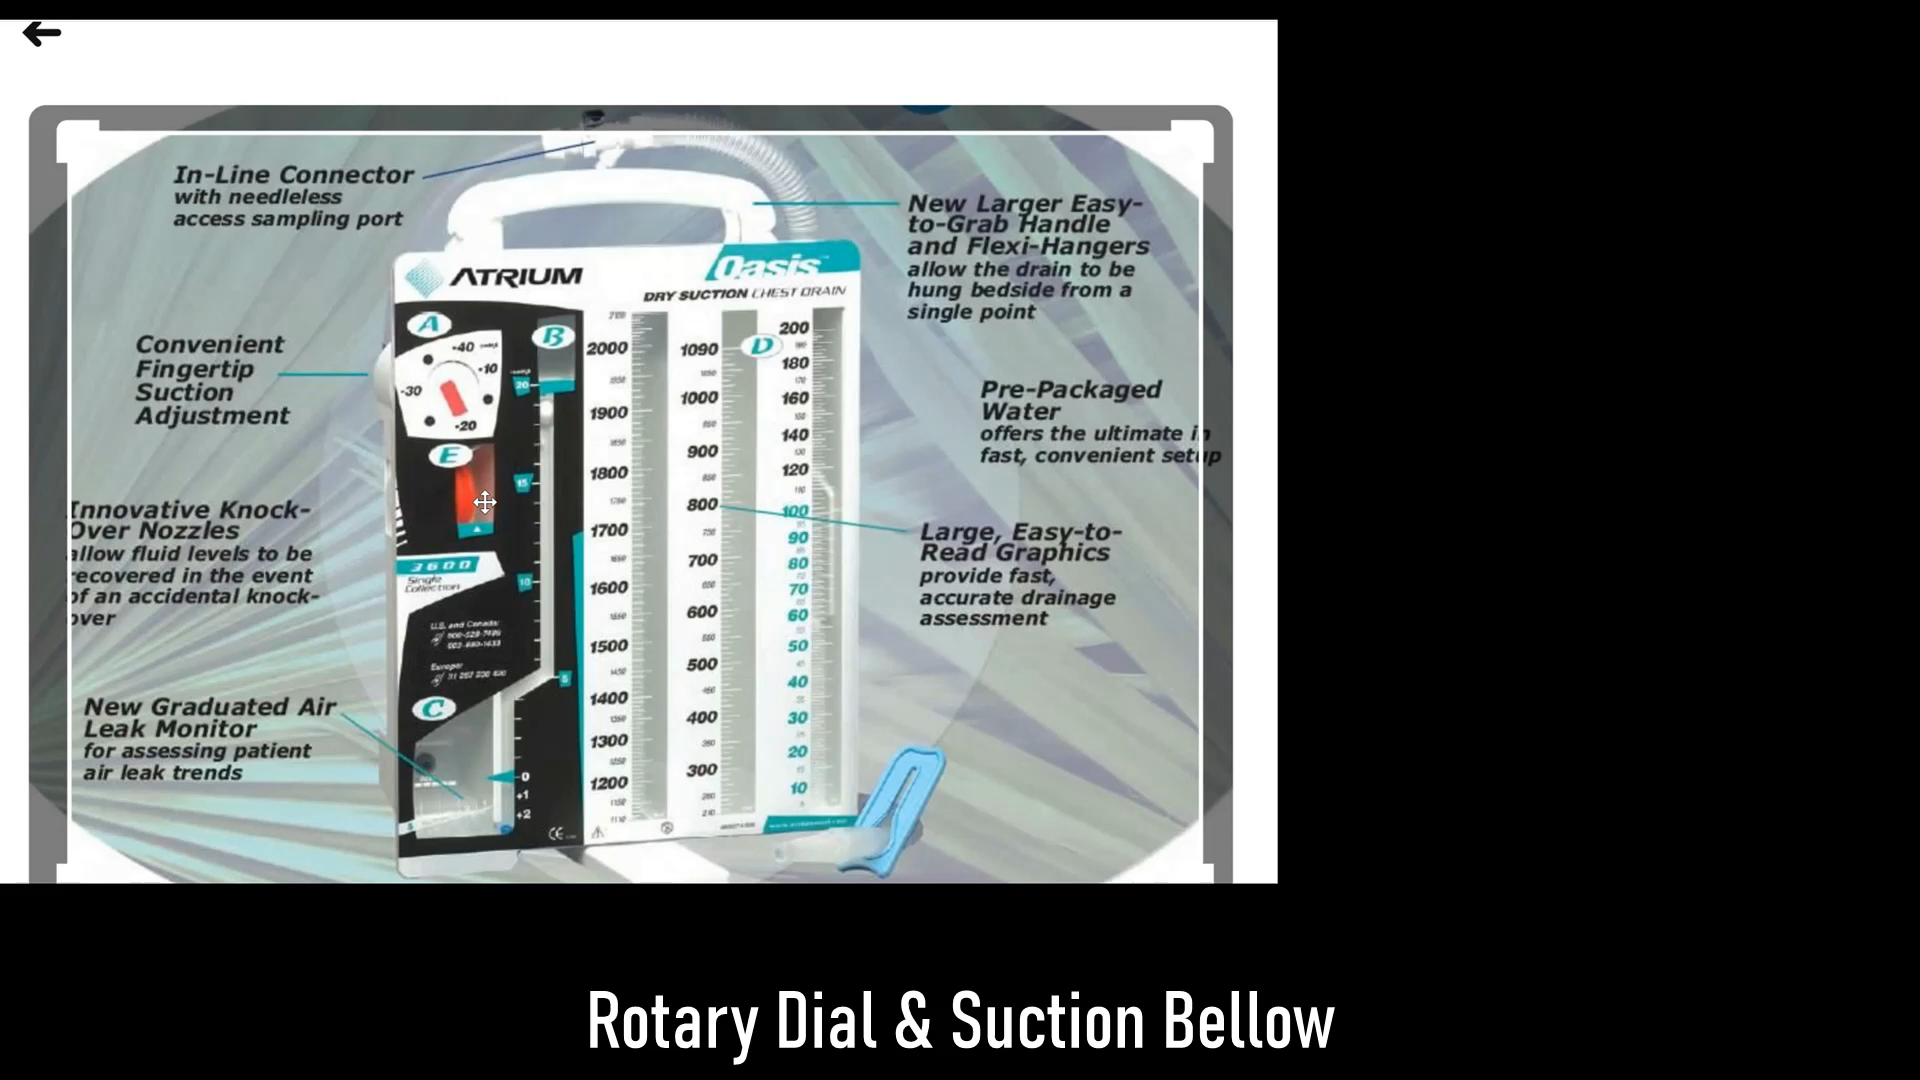 In-Line Connector
with needleless
access sampling port
New Larger Easy-
to-Grab Handle
and Flexi-Hangers
allow the drain to be
hung bedside from a
single point
Convenient
Fingertip
Suction
Adjustment
Pre-Packaged
Water
offers the ultimate in
fast, convenient setup
Innovative Knock-
Over Nozzles
allow fluid levels to be
recovered in the event
of an accidental knock-
over
Large, Easy-to-
Read Graphics
provide fast,
accurate drainage
assessment
New Graduated Air
Leak Monitor
for assessing patient
air leak trends
ATRIUM
Oasis
DRY SUCTION CHEST DRAIN
A
-40
-10
-30
-20
B
20
15
10
5
E
3600
Single
Collection
U.S. and Canada:
Europe:
C
0
+1
+2
CE
2000
1900
1800
1700
1600
1500
1400
1300
1200
1090
1000
900
800
700
600
500
400
300
D
200
180
160
140
120
100
90
80
70
60
50
40
30
20
10
Rotary Dial & Suction Bellow